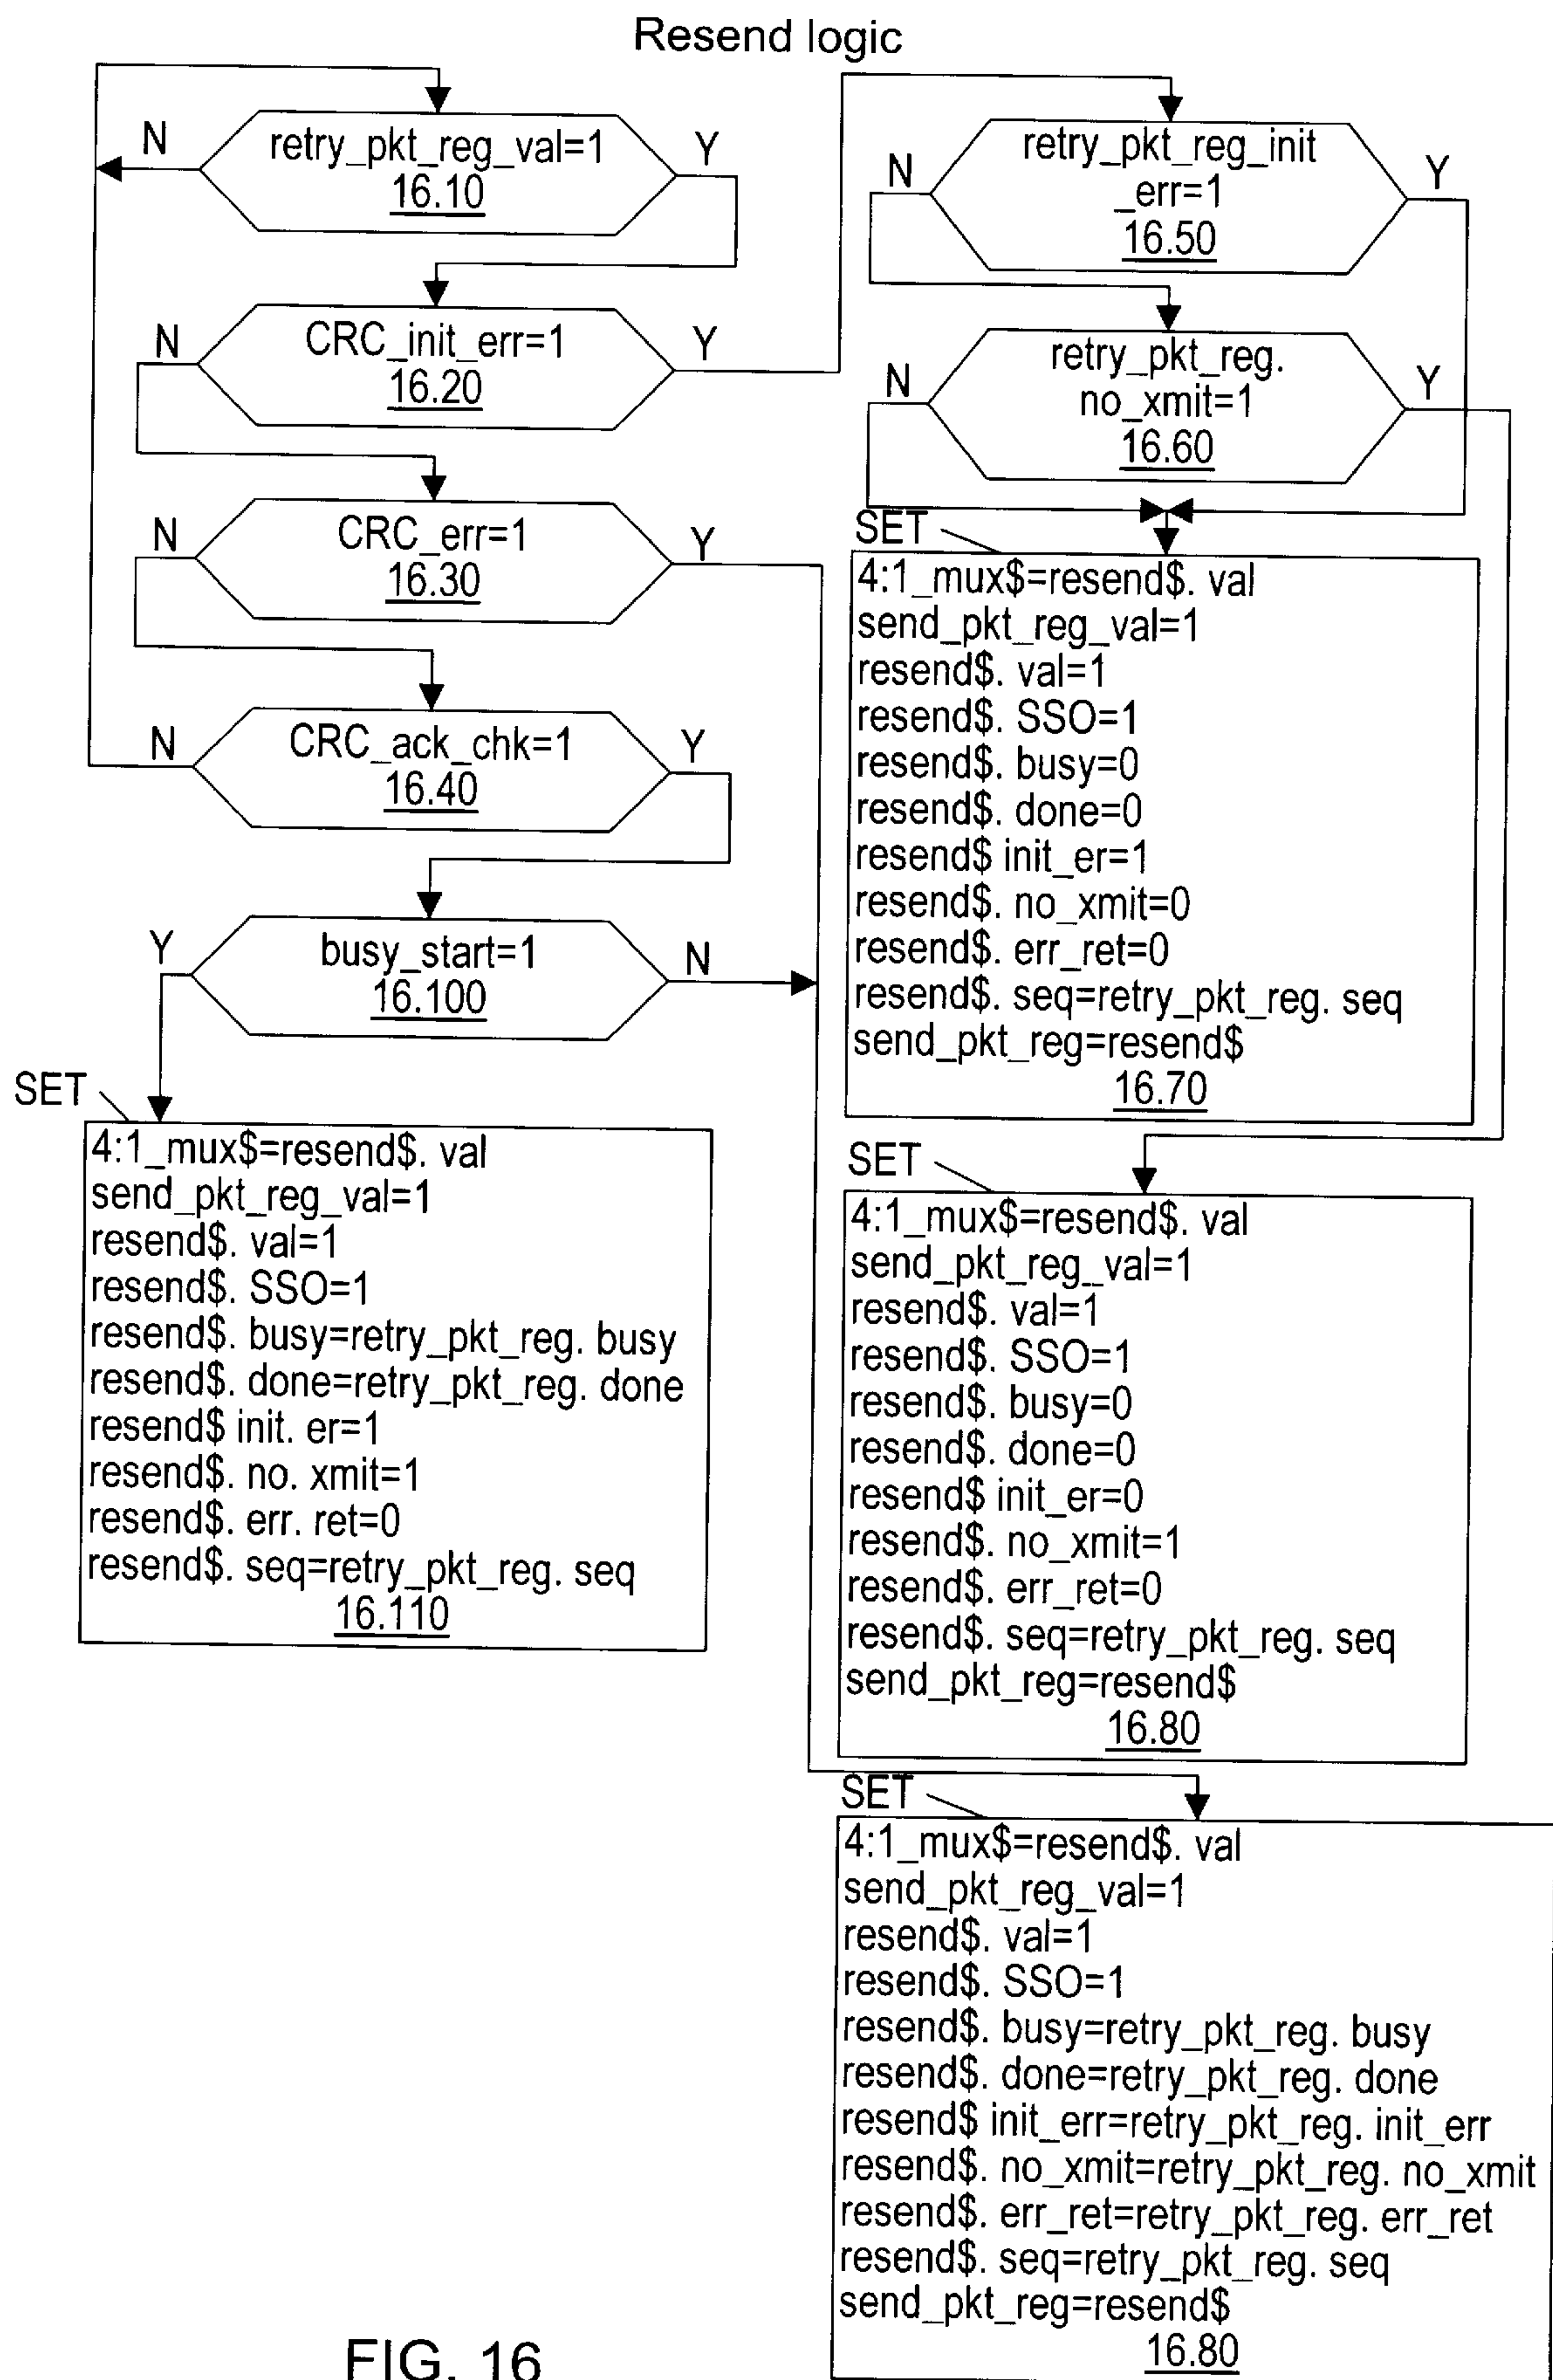 Resend logic
N
retry_pkt_reg_val=1
Y
16.10
N
CRC_init_err=1
Y
16.20
N
CRC_err=1
Y
16.30
N
CRC_ack_chk=1
Y
16.40
Y
busy_start=1
N
16.100
SET
4:1_mux$=resend$. val
send_pkt_reg_val=1
resend$. val=1
resend$. SSO=1
resend$. busy=retry_pkt_reg. busy
resend$. done=retry_pkt_reg. done
resend$ init. er=1
resend$. no. xmit=1
resend$. err. ret=0
resend$. seq=retry_pkt_reg. seq
16.110
N
retry_pkt_reg_init
_err=1
Y
16.50
N
retry_pkt_reg.
no_xmit=1
Y
16.60
SET
4:1_mux$=resend$. val
send_pkt_reg_val=1
resend$. val=1
resend$. SSO=1
resend$. busy=0
resend$. done=0
resend$ init_er=1
resend$. no_xmit=0
resend$. err_ret=0
resend$. seq=retry_pkt_reg. seq
send_pkt_reg=resend$
16.70
SET
4:1_mux$=resend$. val
send_pkt_reg_val=1
resend$. val=1
resend$. SSO=1
resend$. busy=0
resend$. done=0
resend$ init_er=0
resend$. no_xmit=1
resend$. err_ret=0
resend$. seq=retry_pkt_reg. seq
send_pkt_reg=resend$
16.80
SET
4:1_mux$=resend$. val
send_pkt_reg_val=1
resend$. val=1
resend$. SSO=1
resend$. busy=retry_pkt_reg. busy
resend$. done=retry_pkt_reg. done
resend$ init_err=retry_pkt_reg. init_err
resend$. no_xmit=retry_pkt_reg. no_xmit
resend$. err_ret=retry_pkt_reg. err_ret
resend$. seq=retry_pkt_reg. seq
send_pkt_reg=resend$
16.80
FIG. 16